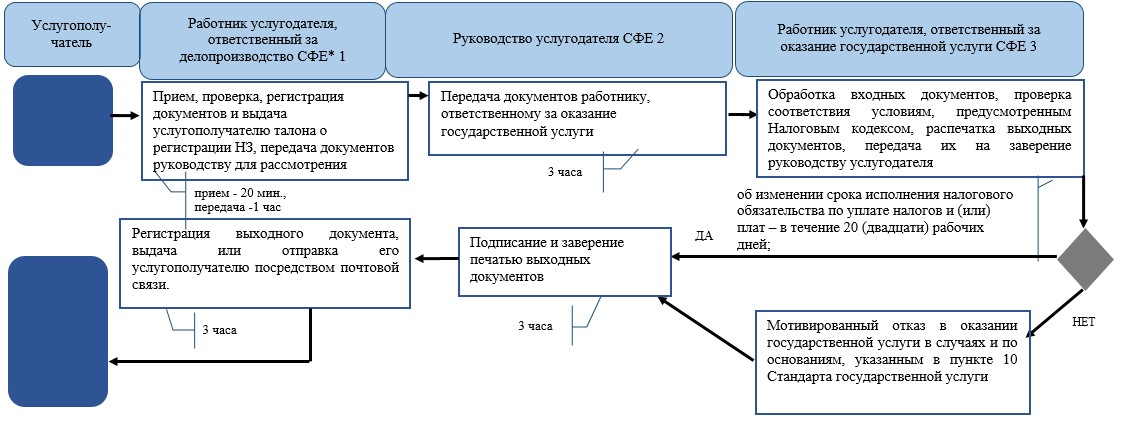 Услугополу-
чатель
Работник услугодателя,
ответственный за
делопроизводство СФЕ* 1
Руководство услугодателя СФЕ 2
Работник услугодателя, ответственный за
оказание государственной услуги СФЕ 3
Прием, проверка, регистрация
документов и выдача
услугополучателю талона о
регистрации НЗ, передача документов
руководству для рассмотрения
Передача документов работнику,
ответственному за оказание
государственной услуги
Обработка входных документов, проверка
соответствия условиям, предусмотренным
Налоговым кодексом, распечатка выходных
документов, передача их на заверение
руководству услугодателя
3 часа
прием - 20 мин.,
передача -1 час
об изменении срока исполнения налогового
обязательства по уплате налогов и (или)
плат – в течение 20 (двадцати) рабочих
дней;
ДА
Регистрация выходного документа,
выдача или отправка его
услугополучателю посредством почтовой
связи.
Подписание и заверение
печатью выходных
документов
3 часа
3 часа
НЕТ
Мотивированный отказ в оказании
государственной услуги в случаях и по
основаниям, указанным в пункте 10
Стандарта государственной услуги